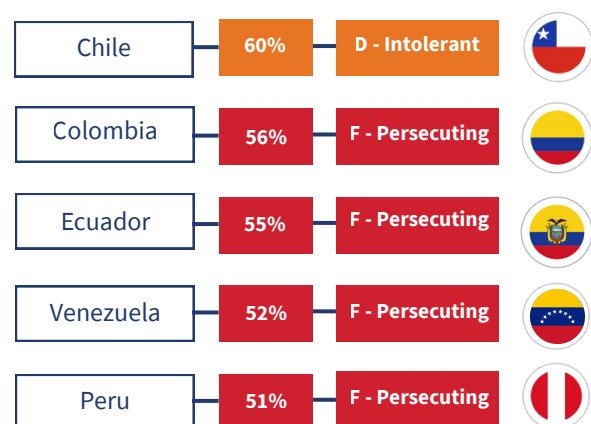 Chile 60% D - Intolerant
Colombia 56% F - Persecuting
Ecuador 55% F - Persecuting
Venezuela 52% F - Persecuting
Peru 51% F - Persecuting